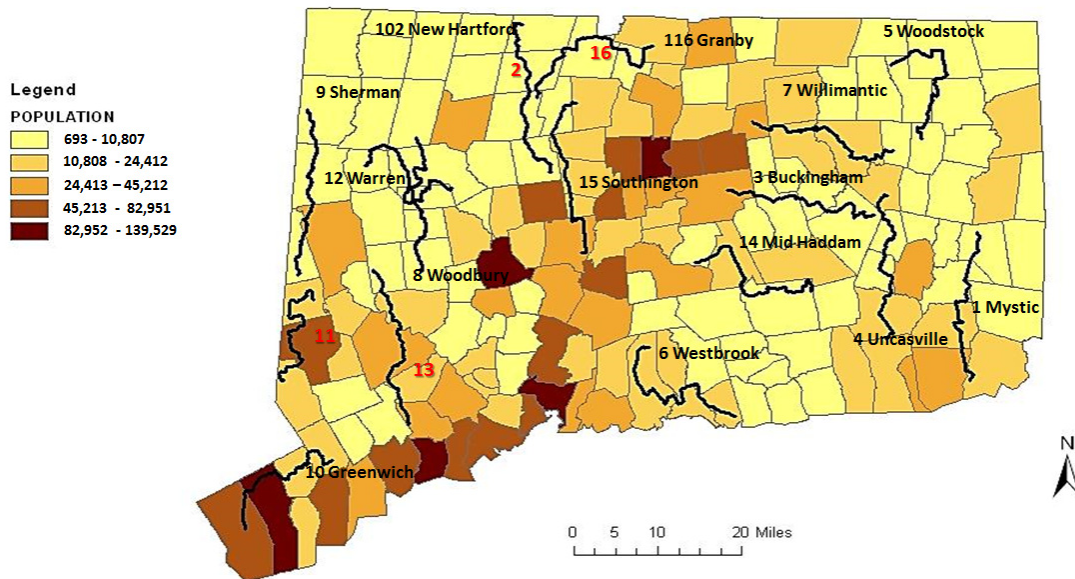 102 New Hartford
116 Granby
5 Woodstock
16
2
Legend
9 Sherman
7 Willimantic
POPULATION
693 - 10,807
10,808 - 24,412
24,413 – 45,212
45,213 - 82,951
82,952 - 139,529
12 Warren
15 Southington
3 Buckingham
14 Mid Haddam
8 Woodbury
1 Mystic
11
4 Uncasville
6 Westbrook
13
10 Greenwich
N
0 5 10 20 Miles